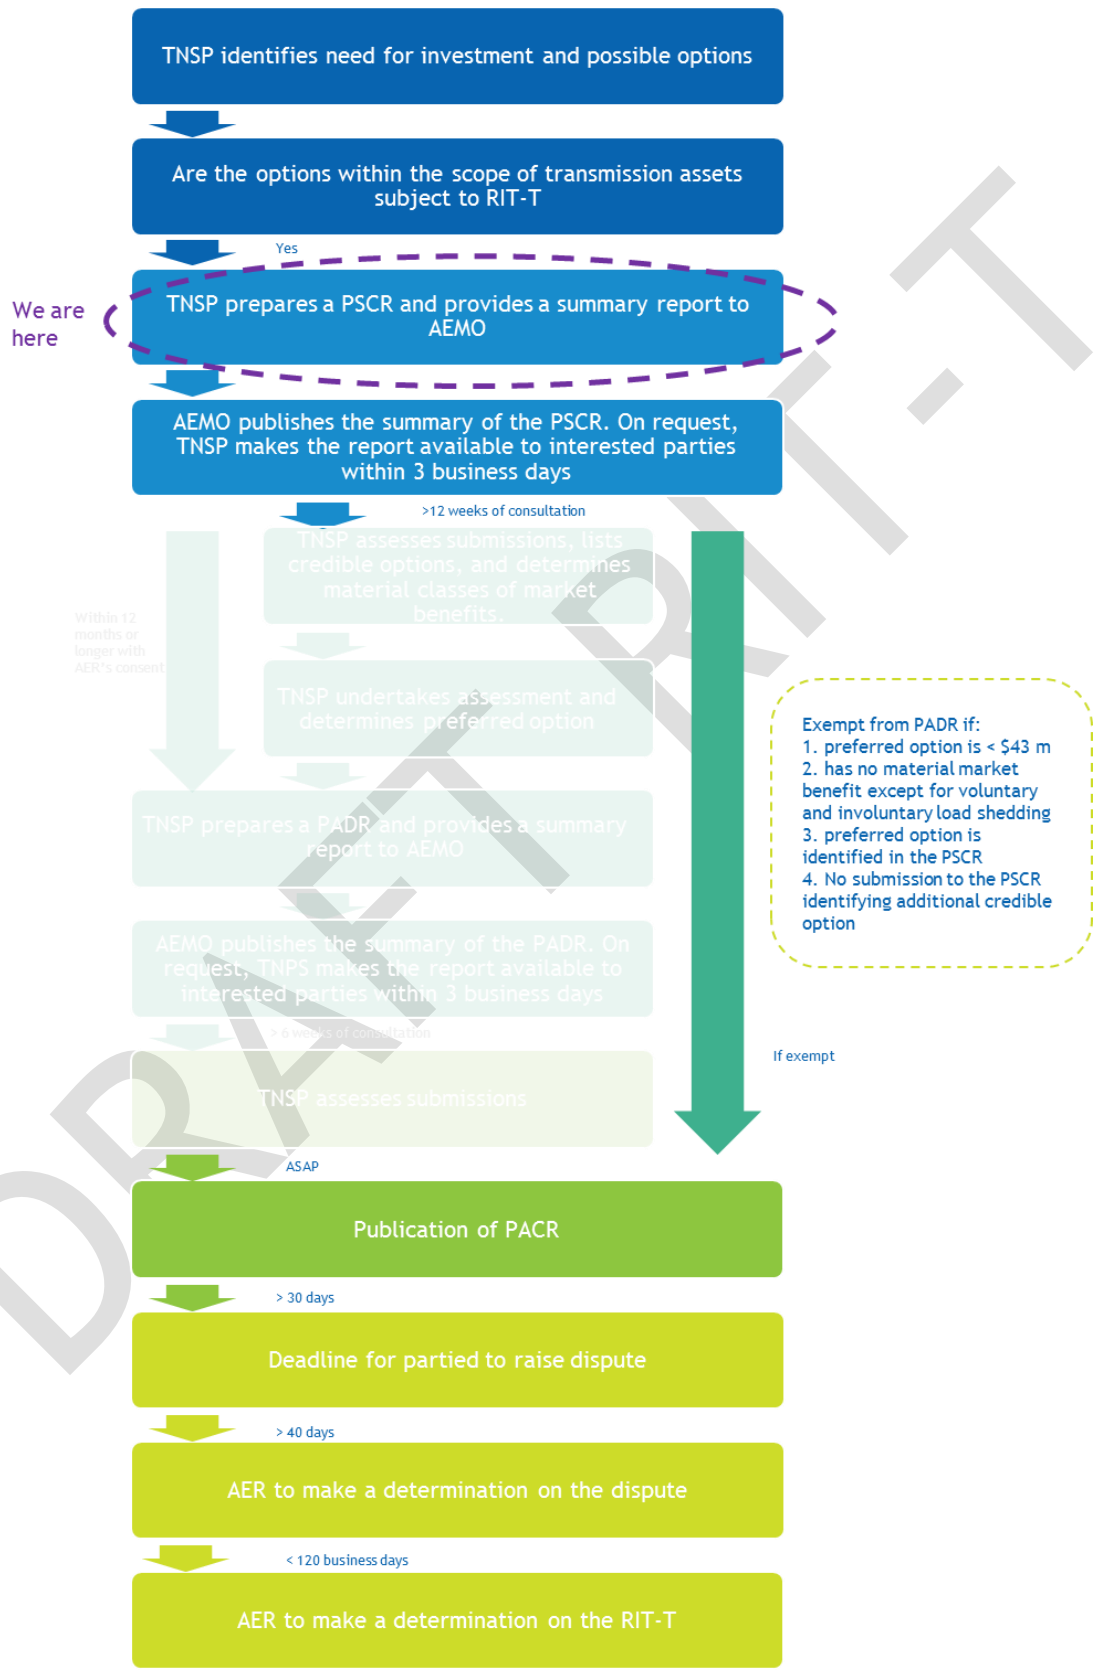 TNSP identifies need for investment and possible options
Are the options within the scope of transmission assets
subject to RIT-T
Yes
We are
here
TNSP prepares a PSCR and provides a summary report to
AEMO
AEMO publishes the summary of the PSCR. On request,
TNSP makes the report available to interested parties
within 3 business days
>12 weeks of consultation
TNSP assesses submissions, lists
credible options, and determines
material classes of market
benefits.
Within 12
months or
longer with
AER's consent
TNSP undertakes assessment and
determines preferred option
Exempt from PADR if:
1. preferred option is < $43 m
2. has no material market
benefit except for voluntary
and involuntary load shedding
3. preferred option is
identified in the PSCR
4. No submission to the PSCR
identifying additional credible
option
TNSP prepares a PADR and provides a summary
report to AEMO
AEMO publishes the summary of the PADR. On
request, TNPS makes the report available to
interested parties within 3 business days
> 6 weeks of consultation
If exempt
TNSP assesses submissions
ASAP
Publication of PACR
> 30 days
Deadline for partied to raise dispute
> 40 days
AER to make a determination on the dispute
< 120 business days
AER to make a determination on the RIT-T
DRAFT RIT-T